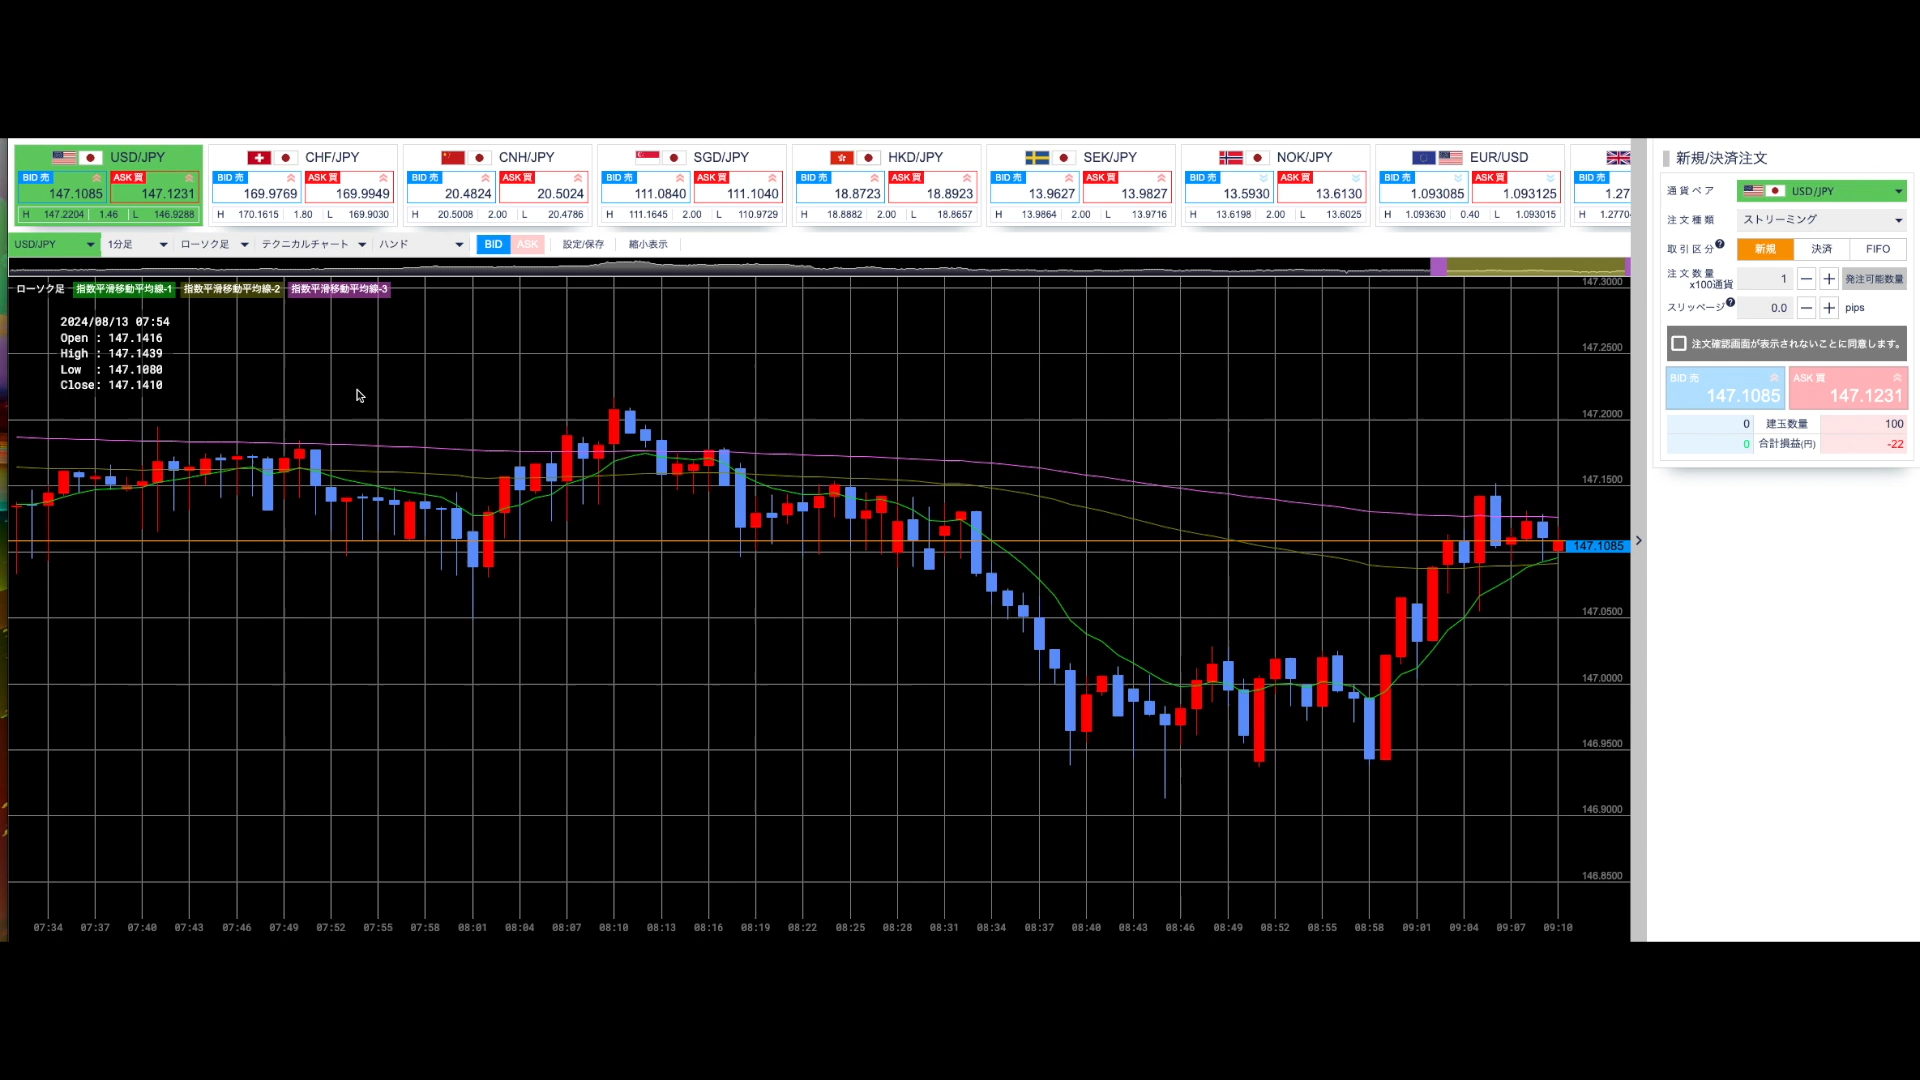 USD/JPY
BID 売 ASK 買
147.1085 147.1231
H 147.2204 1.46 L 146.9288
CHF/JPY
BID 売 ASK 買
169.9769 169.9949
H 170.1615 1.80 L 169.9030
CNH/JPY
BID 売 ASK 買
20.4824 20.5024
H 20.5008 2.00 L 20.4786
SGD/JPY
BID 売 ASK 買
111.0840 111.1040
H 111.1645 2.00 L 110.9729
HKD/JPY
BID 売 ASK 買
18.8723 18.8923
H 18.8882 2.00 L 18.8657
SEK/JPY
BID 売 ASK 買
13.9627 13.9827
H 13.9864 2.00 L 13.9716
NOK/JPY
BID 売 ASK 買
13.5930 13.6130
H 13.6198 2.00 L 13.6025
EUR/USD
BID 売 ASK 買
1.093085 1.093125
H 1.093630 0.40 L 1.093015
BID 売
1.27
H 1.2770
USD/JPY 1分足 ローソク足 テクニカルチャート ハンド BID ASK 設定/保存 縮小表示
ローソク足 指数平滑移動平均線-1 指数平滑移動平均線-2 指数平滑移動平均線-3
2024/08/13 07:54
Open : 147.1416
High : 147.1439
Low : 147.1080
Close: 147.1410
147.3000
147.2500
147.2000
147.1500
147.1085
147.0500
147.0000
146.9500
146.9000
146.8500
07:34 07:37 07:40 07:43 07:46 07:49 07:52 07:55 07:58 08:01 08:04 08:07 08:10 08:13 08:16 08:19 08:22 08:25 08:28 08:31 08:34 08:37 08:40 08:43 08:46 08:49 08:52 08:55 08:58 09:01 09:04 09:07 09:10
新規/決済注文
通貨ペア USD/JPY
注文種類 ストリーミング
取引区分 ? 新規 決済 FIFO
注文数量 1 − + 発注可能数量
x100通貨
スリッページ ? 0.0 − + pips
注文確認画面が表示されないことに同意します。
BID 売 ASK 買
147.1085 147.1231
0 建玉数量 100
0 合計損益(円) -22